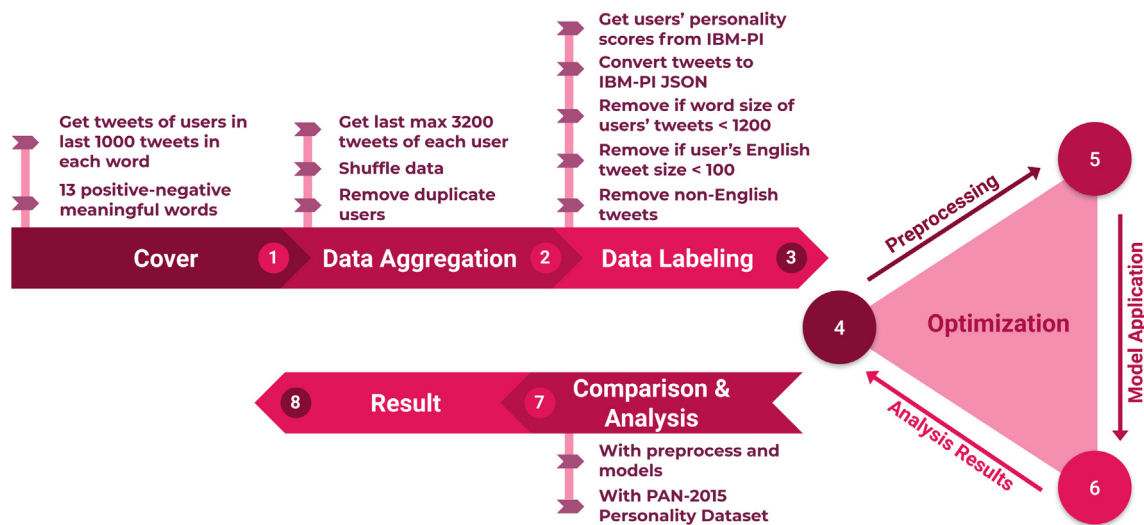 Get users’ personality
scores from IBM-PI
Convert tweets to
IBM-PI JSON
Remove if word size of
users’ tweets < 1200
Remove if user’s English
tweet size < 100
Remove non-English
tweets
Get last max 3200
tweets of each user
Shuffle data
Remove duplicate
users
Get tweets of users in
last 1000 tweets in
each word
13 positive-negative
meaningful words
Cover
1
Data Aggregation
2
Data Labeling
3
4
Preprocessing
5
Model Application
6
Analysis Results
Optimization
Comparison &
Analysis
7
With preprocess and
models
With PAN-2015
Personality Dataset
Result
8